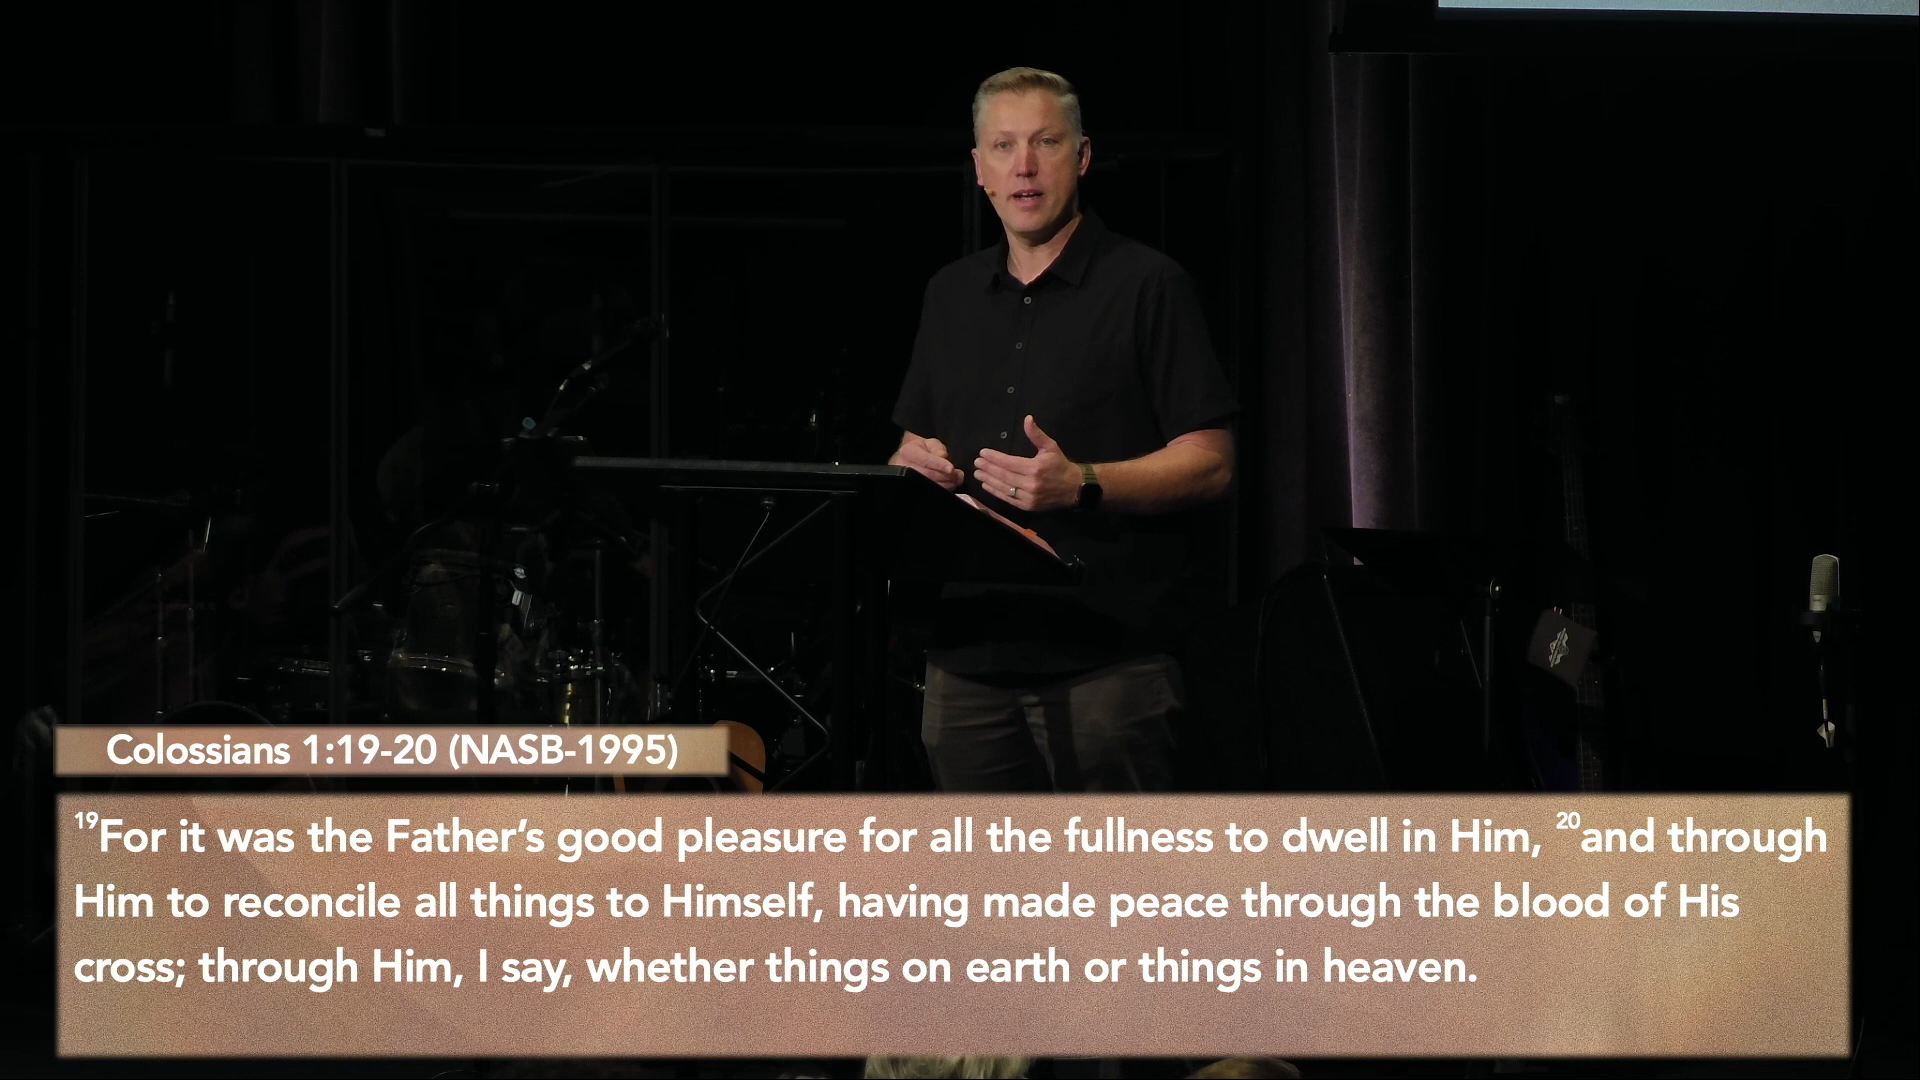 Colossians 1:19-20 (NASB-1995)
19For it was the Father’s good pleasure for all the fullness to dwell in Him, 20and through
Him to reconcile all things to Himself, having made peace through the blood of His
cross; through Him, I say, whether things on earth or things in heaven.